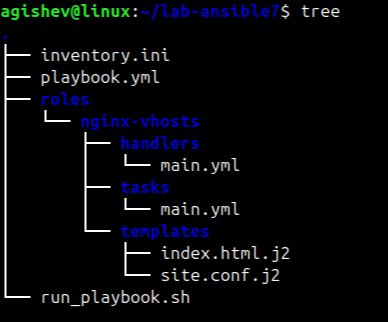 agishev@linux:~/lab-ansible7$ tree
.
├── inventory.ini
├── playbook.yml
├── roles
│   └── nginx-vhosts
│       ├── handlers
│       │   └── main.yml
│       ├── tasks
│       │   └── main.yml
│       └── templates
│           ├── index.html.j2
│           └── site.conf.j2
└── run_playbook.sh